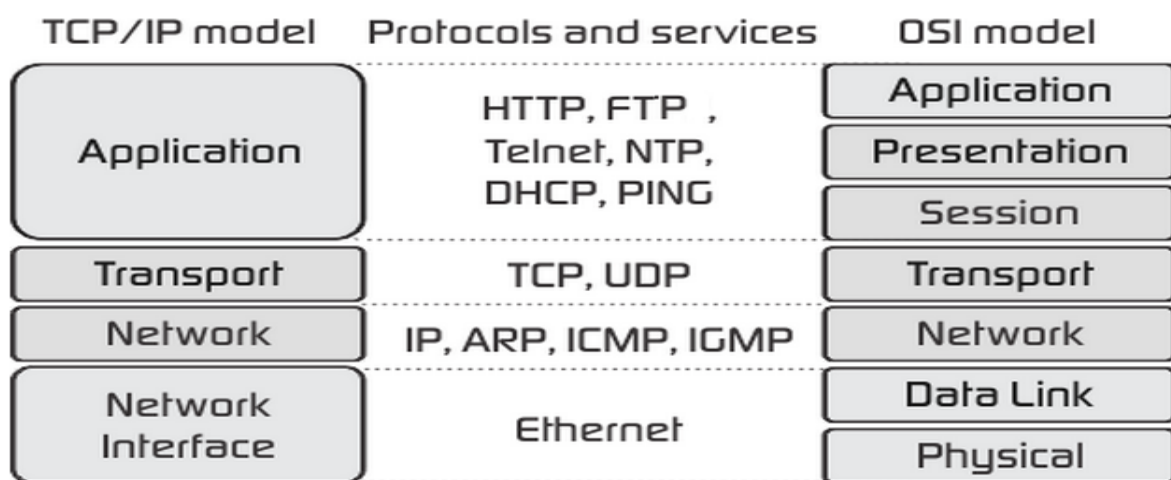 TCP/IP model
Protocols and services
OSI model
Application
HTTP, FTP ,
Telnet, NTP,
DHCP, PING
Application
Presentation
Session
Transport
TCP, UDP
Transport
Network
IP, ARP, ICMP, IGMP
Network
Network
Interface
Ethernet
Data Link
Physical